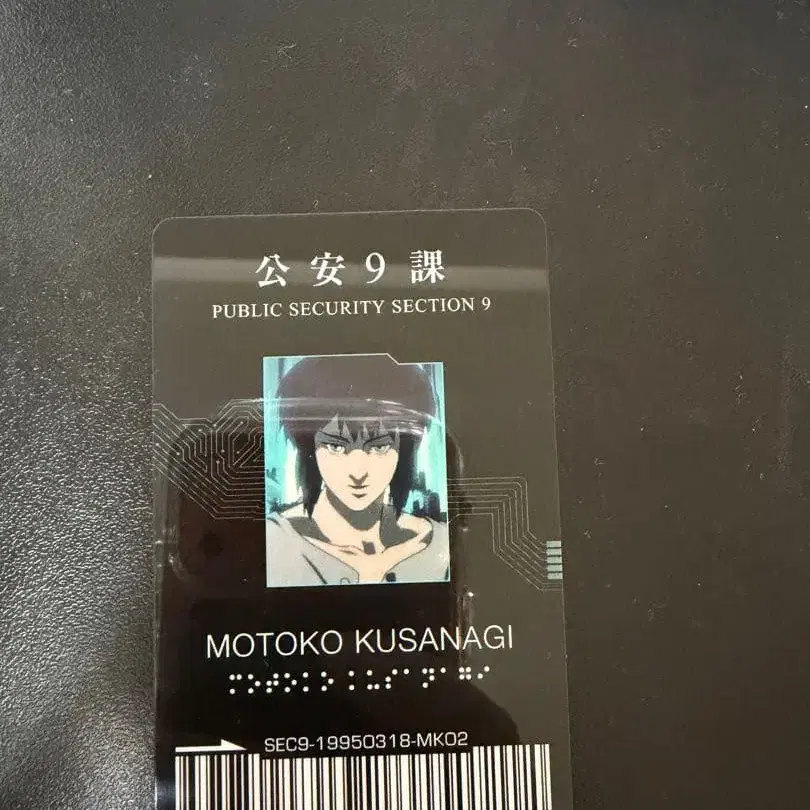 公安9課
PUBLIC SECURITY SECTION 9
MOTOKO KUSANAGI
⠍⠕⠞⠕⠅⠕ ⠅⠥⠎⠁⠝⠁⠛⠊
SEC9-19950318-MK02